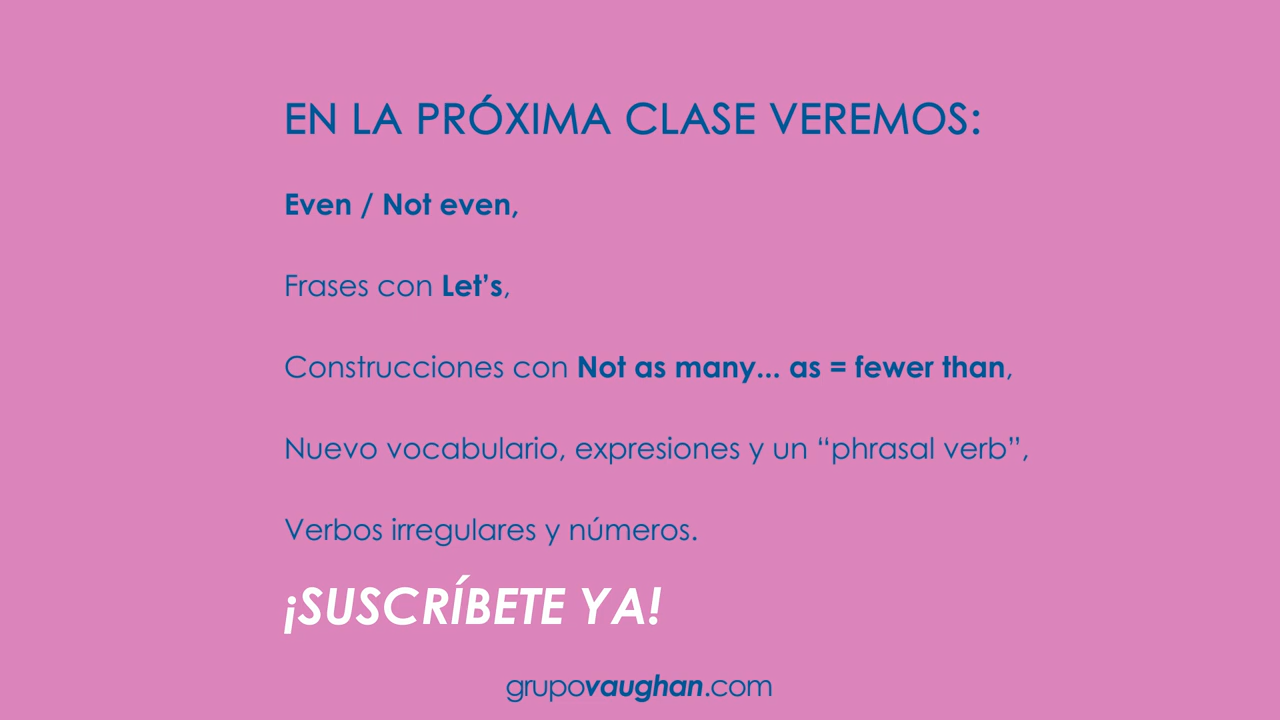 EN LA PRÓXIMA CLASE VEREMOS:
Even / Not even,
Frases con Let’s,
Construcciones con Not as many... as = fewer than,
Nuevo vocabulario, expresiones y un “phrasal verb”,
Verbos irregulares y números.
¡SUSCRÍBETE YA!
grupovaughan.com